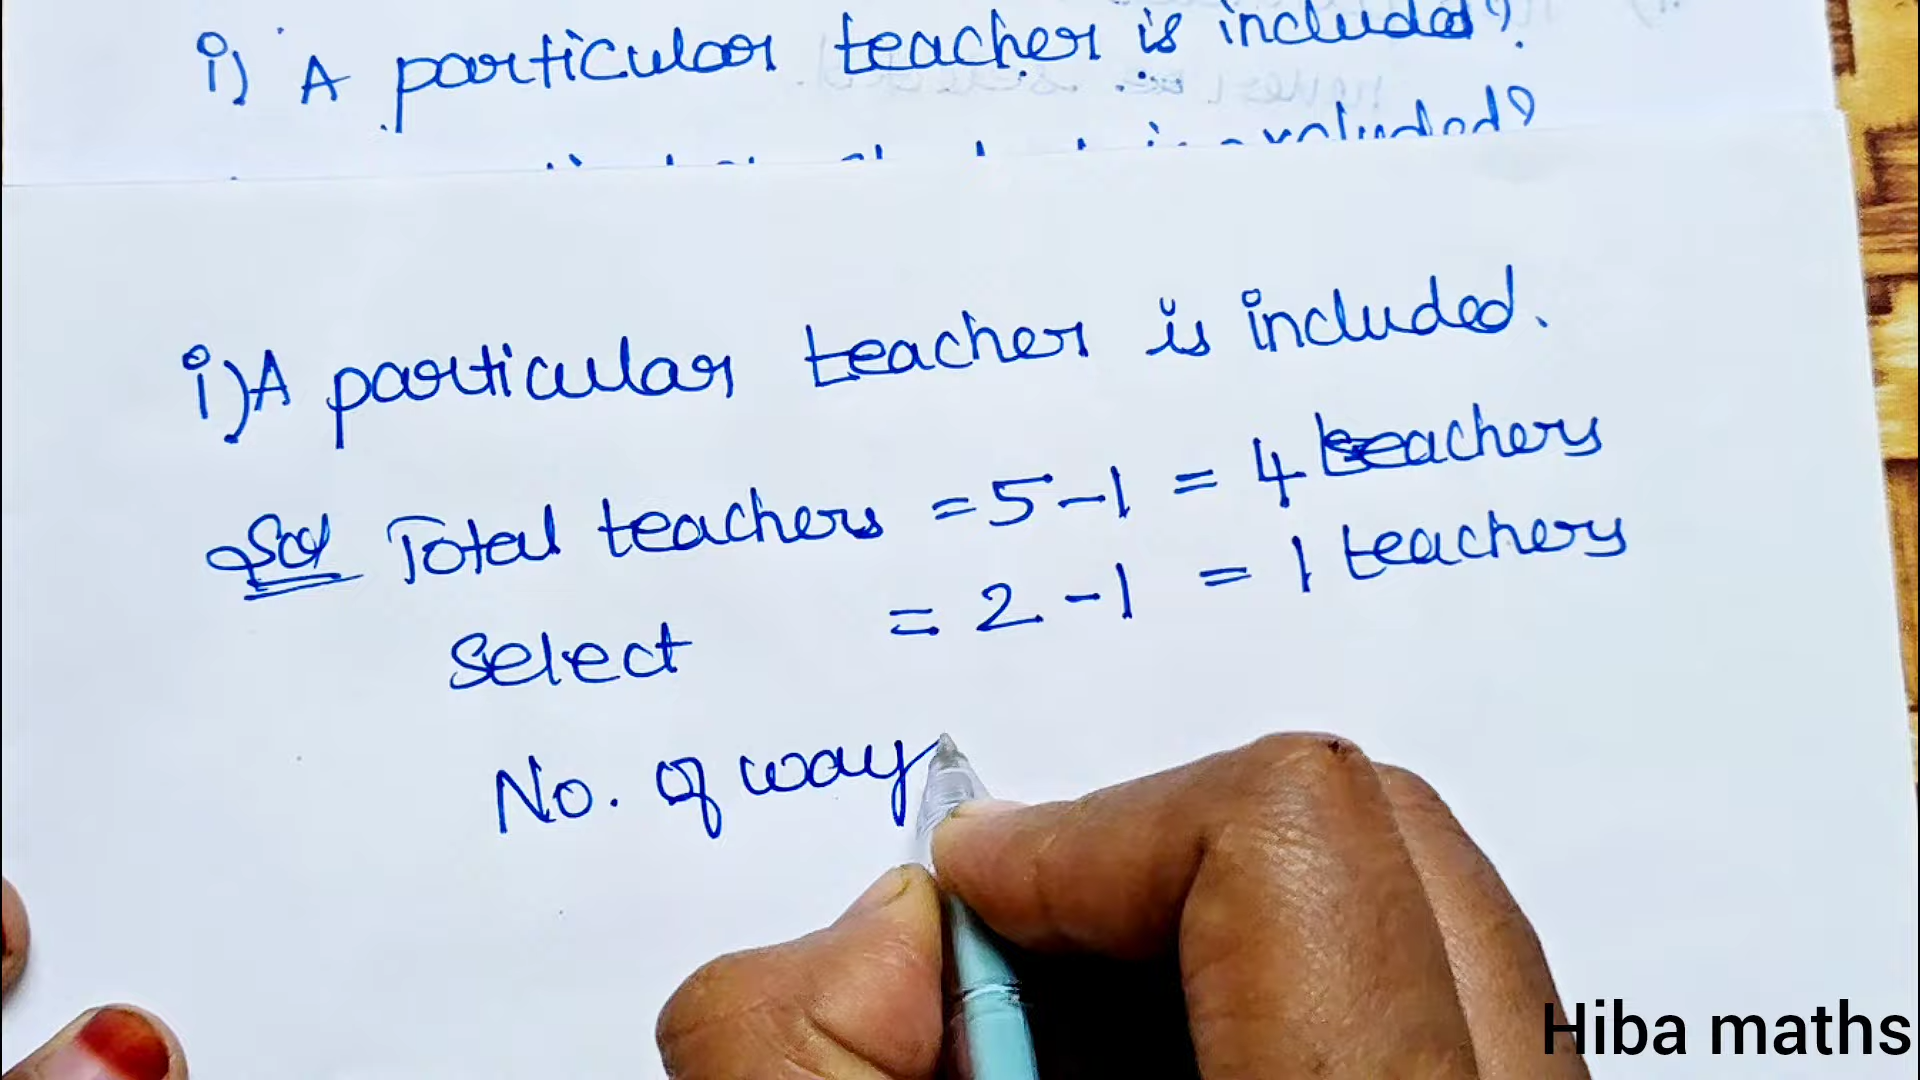 i) A particular teacher is included?
excluded?
i) A particular teacher is included.
Sol Total teachers = 5 - 1 = 4 teachers
Select = 2 - 1 = 1 teachers
No. of way
Hiba maths